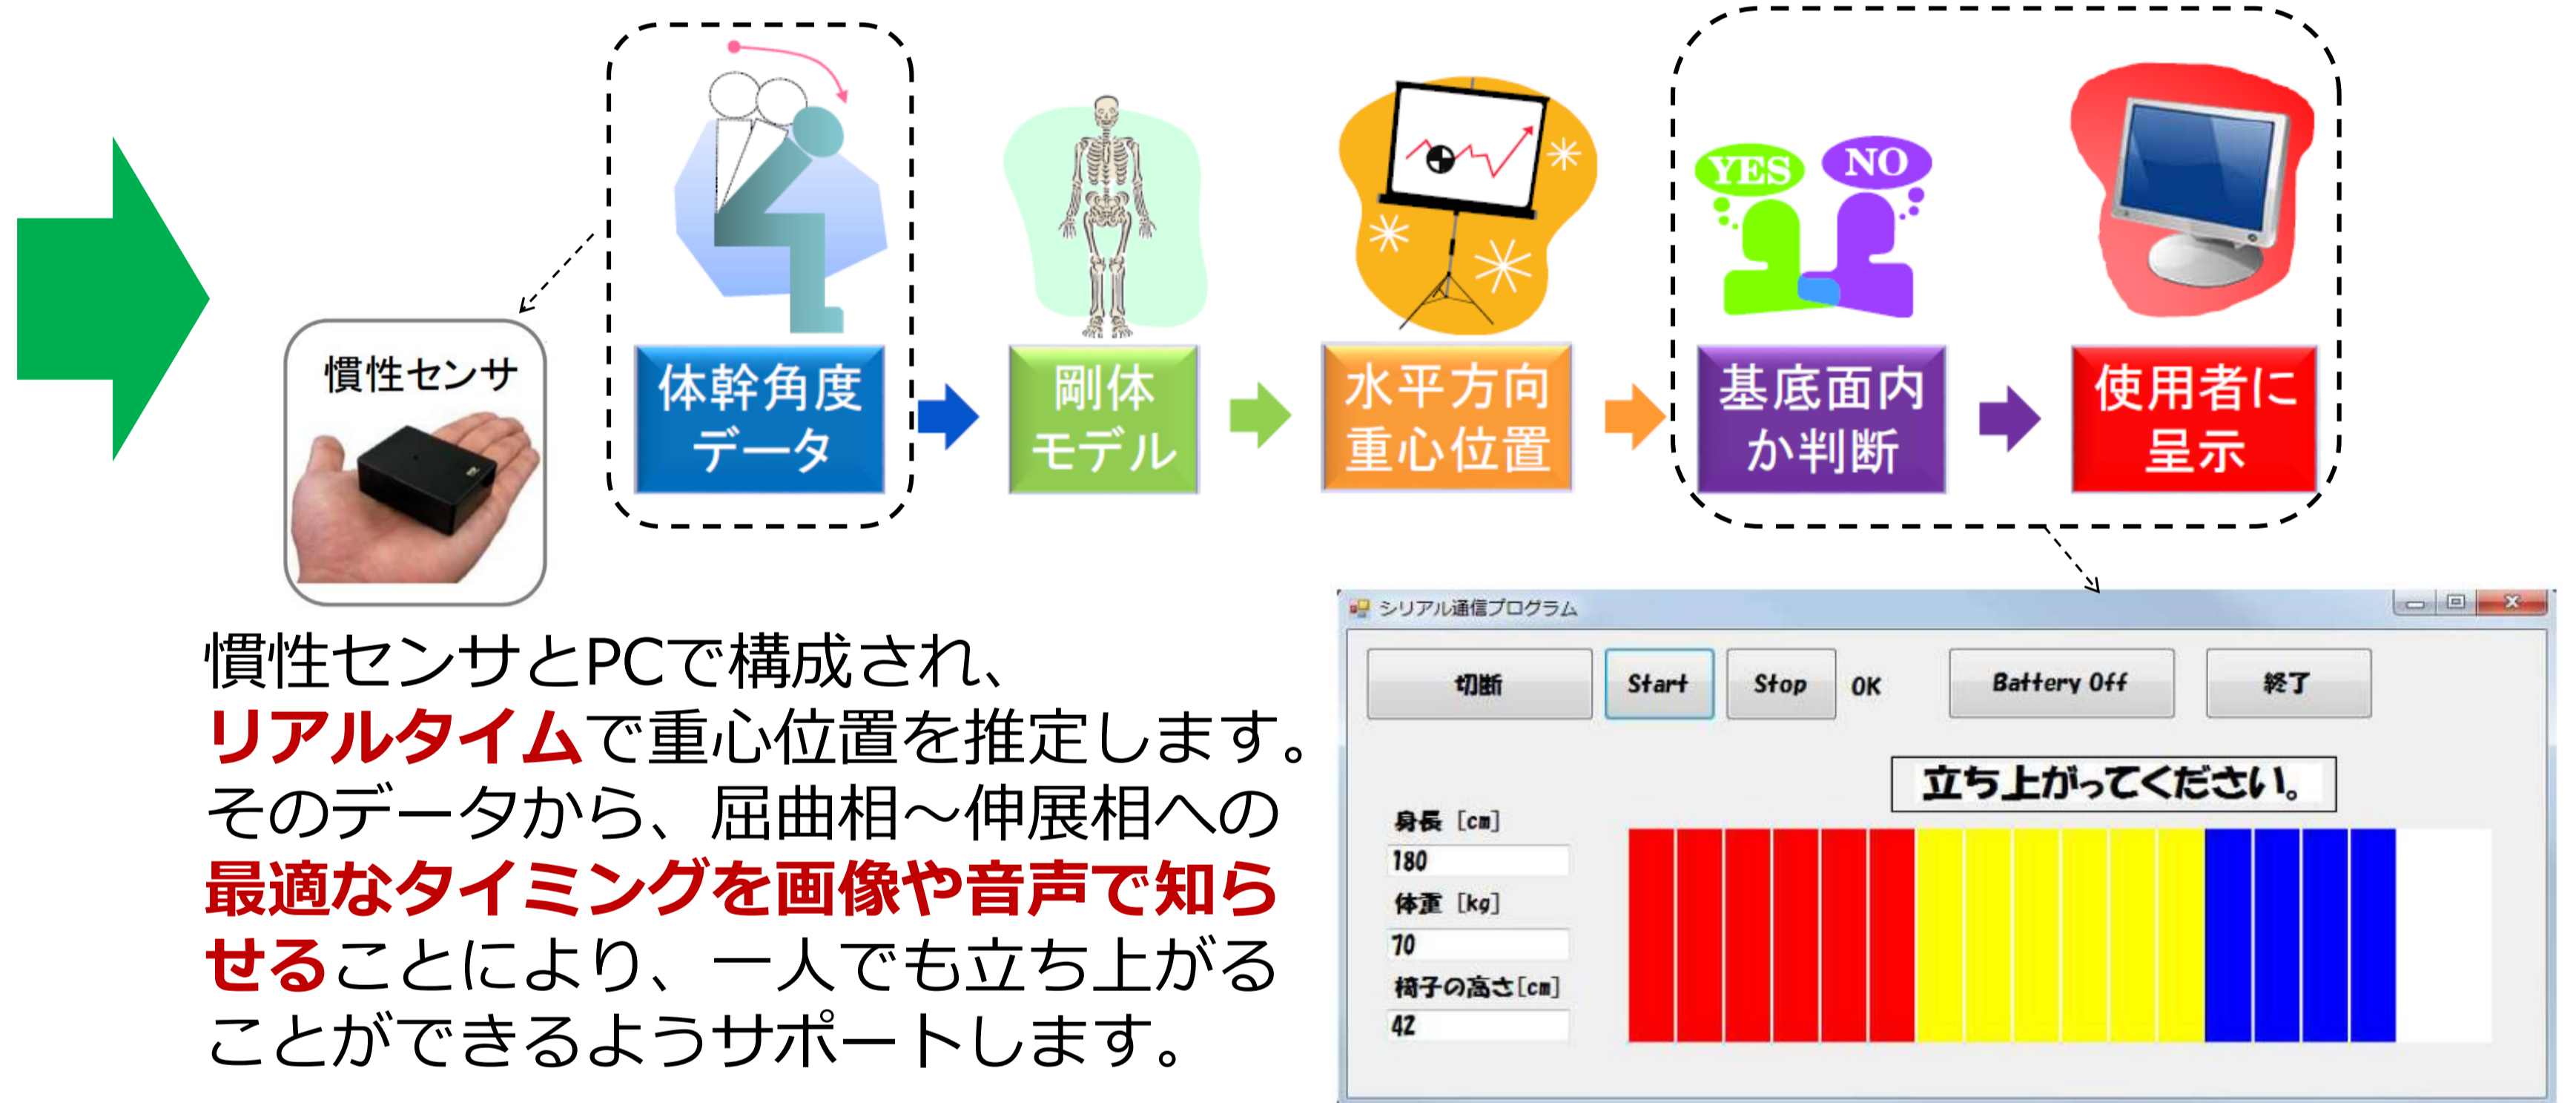 YES
NO
慣性センサ
体幹角度
データ
剛体
モデル
水平方向
重心位置
基底面内
か判断
使用者に
呈示
慣性センサとPCで構成され、
リアルタイムで重心位置を推定します。
そのデータから、屈曲相～伸展相への
最適なタイミングを画像や音声で知ら
せることにより、一人でも立ち上がる
ことができるようサポートします。
シリアル通信プログラム
切断
Start
Stop
OK
Battery Off
終了
立ち上がってください。
身長 [cm]
180
体重 [kg]
70
椅子の高さ[cm]
42